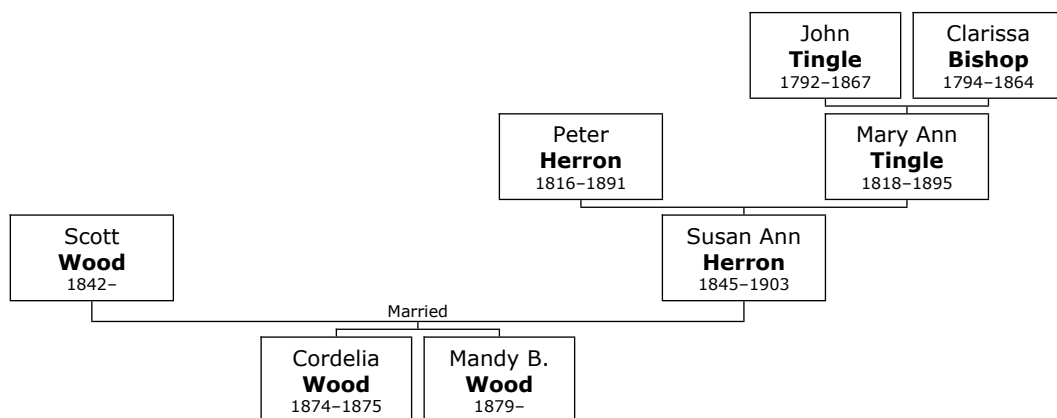 John
Tingle
1792–1867
Clarissa
Bishop
1794–1864
Peter
Herron
1816–1891
Mary Ann
Tingle
1818–1895
Scott
Wood
1842–
Susan Ann
Herron
1845–1903
Married
Cordelia
Wood
1874–1875
Mandy B.
Wood
1879–